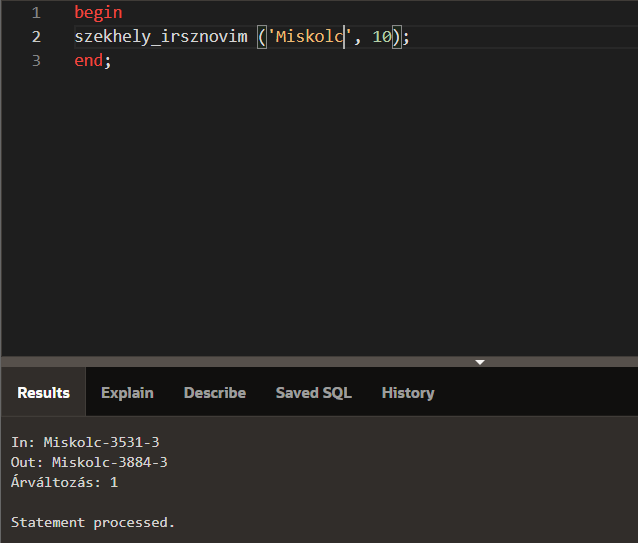 1 begin
2 szekhely_irsznovim ('Miskolc', 10);
3 end;
Results Explain Describe Saved SQL History
In: Miskolc-3531-3
Out: Miskolc-3884-3
Árváltozás: 1
Statement processed.